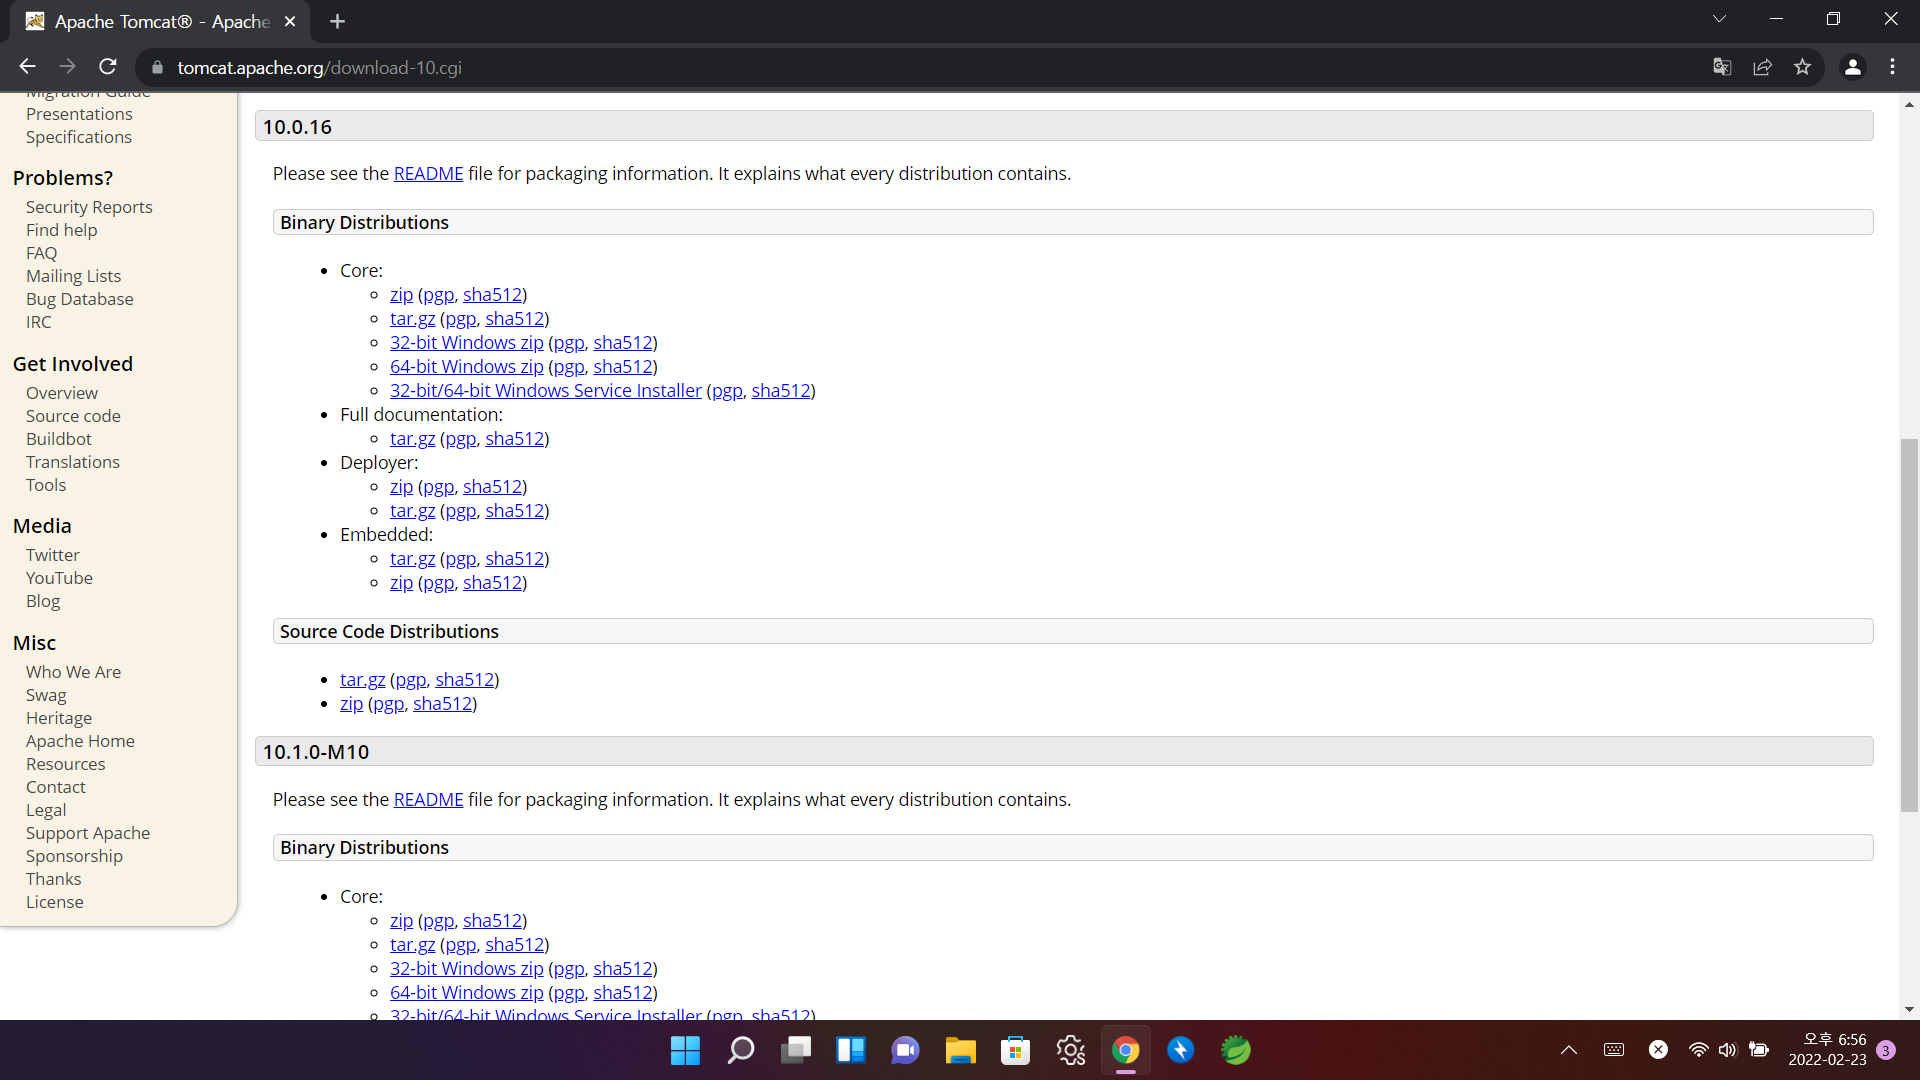 Apache Tomcat® - Apache
tomcat.apache.org/download-10.cgi
Migration Guide
Presentations
Specifications
Problems?
Security Reports
Find help
FAQ
Mailing Lists
Bug Database
IRC
Get Involved
Overview
Source code
Buildbot
Translations
Tools
Media
Twitter
YouTube
Blog
Misc
Who We Are
Swag
Heritage
Apache Home
Resources
Contact
Legal
Support Apache
Sponsorship
Thanks
License
10.0.16
Please see the README file for packaging information. It explains what every distribution contains.
Binary Distributions
Core:
zip (pgp, sha512)
tar.gz (pgp, sha512)
32-bit Windows zip (pgp, sha512)
64-bit Windows zip (pgp, sha512)
32-bit/64-bit Windows Service Installer (pgp, sha512)
Full documentation:
tar.gz (pgp, sha512)
Deployer:
zip (pgp, sha512)
tar.gz (pgp, sha512)
Embedded:
tar.gz (pgp, sha512)
zip (pgp, sha512)
Source Code Distributions
tar.gz (pgp, sha512)
zip (pgp, sha512)
10.1.0-M10
Please see the README file for packaging information. It explains what every distribution contains.
Binary Distributions
Core:
zip (pgp, sha512)
tar.gz (pgp, sha512)
32-bit Windows zip (pgp, sha512)
64-bit Windows zip (pgp, sha512)
32-bit/64-bit Windows Service Installer (pgp, sha512)
오후 6:56
2022-02-23
3